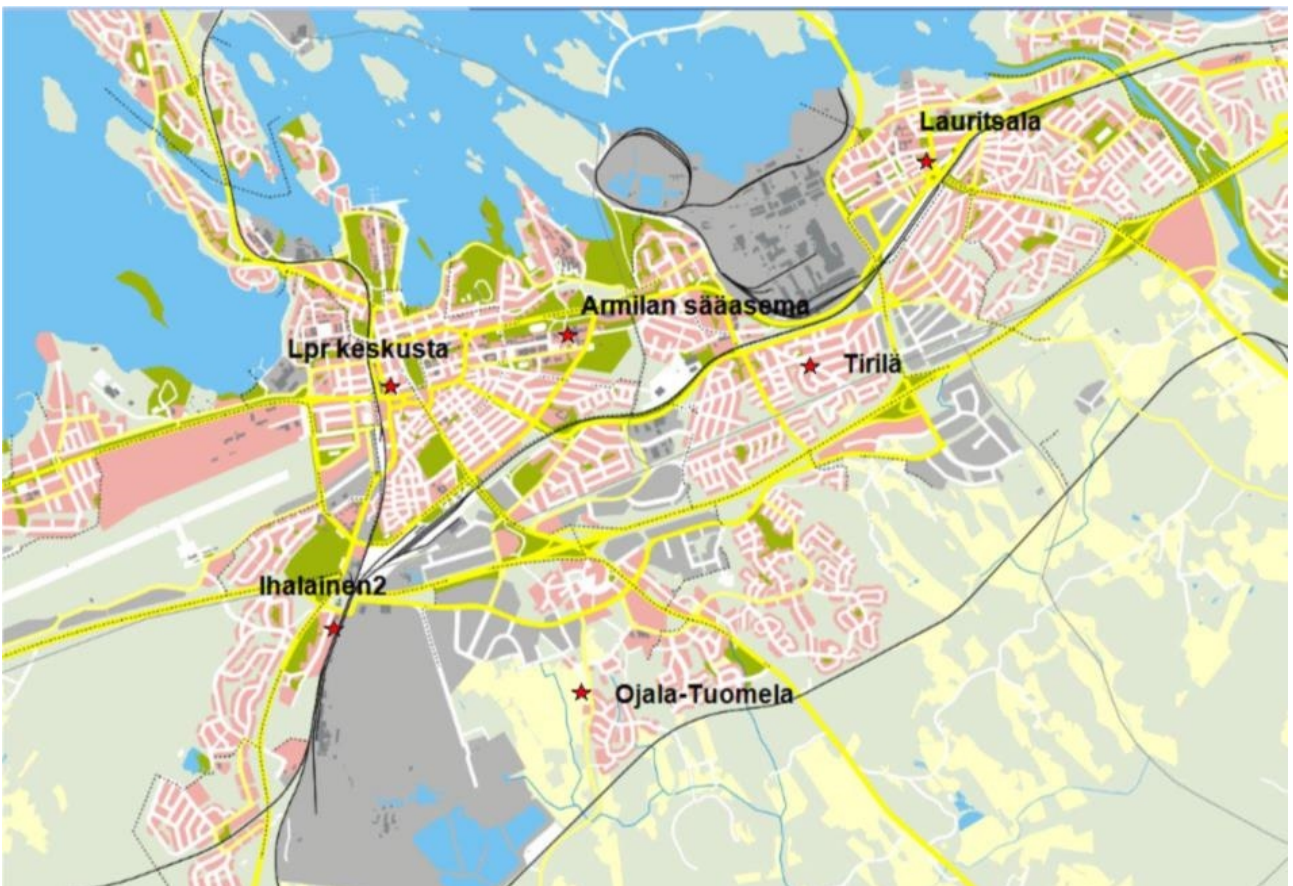 Lauritsala
Armilan sääasema
Lpr keskusta
Tirilä
Ihalainen2
Ojala-Tuomela